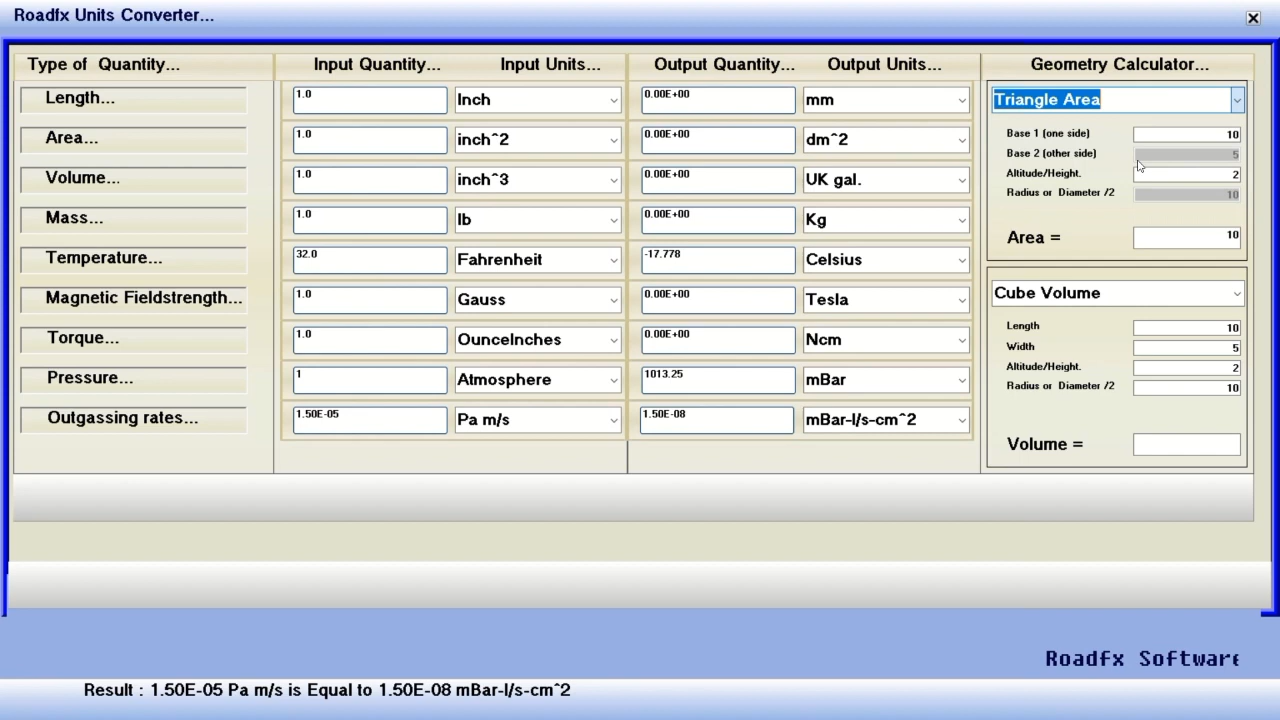 Roadfx Units Converter...
Type of Quantity... Input Quantity... Input Units... Output Quantity... Output Units... Geometry Calculator...
Length... 1.0 Inch 0.00E+00 mm
Area... 1.0 inch^2 0.00E+00 dm^2
Volume... 1.0 inch^3 0.00E+00 UK gal.
Mass... 1.0 lb 0.00E+00 Kg
Temperature... 32.0 Fahrenheit -17.778 Celsius
Magnetic Fieldstrength... 1.0 Gauss 0.00E+00 Tesla
Torque... 1.0 OunceInches 0.00E+00 Ncm
Pressure... 1 Atmosphere 1013.25 mBar
Outgassing rates... 1.50E-05 Pa m/s 1.50E-08 mBar-l/s-cm^2
Triangle Area
Base 1 (one side) 10
Base 2 (other side) 5
Altitude/Height. 2
Radius or Diameter /2 10
Area = 10
Cube Volume
Length 10
Width 5
Altitude/Height. 2
Radius or Diameter /2 10
Volume =
Roadfx Software
Result : 1.50E-05 Pa m/s is Equal to 1.50E-08 mBar-l/s-cm^2